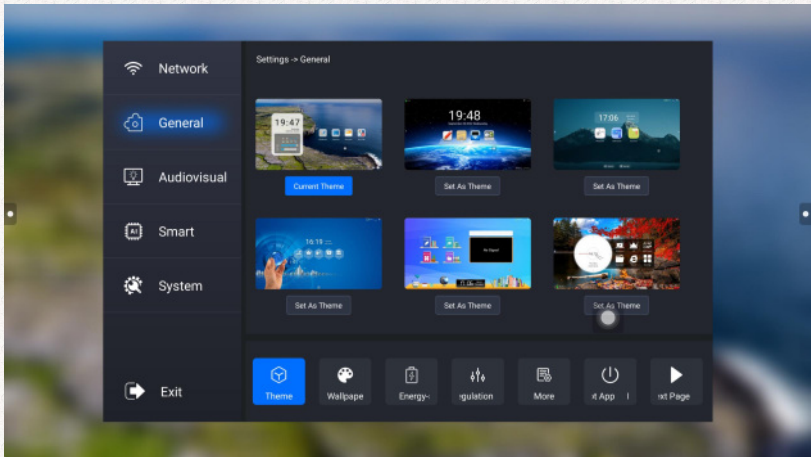 Network
General
Audiovisual
Smart
System
Exit
Settings -> General
19:47
Current Theme
19:48
Set As Theme
17:06
Set As Theme
16:19
Set As Theme
No Signal
Set As Theme
Set As Theme
Theme
Wallpape
Energy-
gulation
More
t App
xt Page